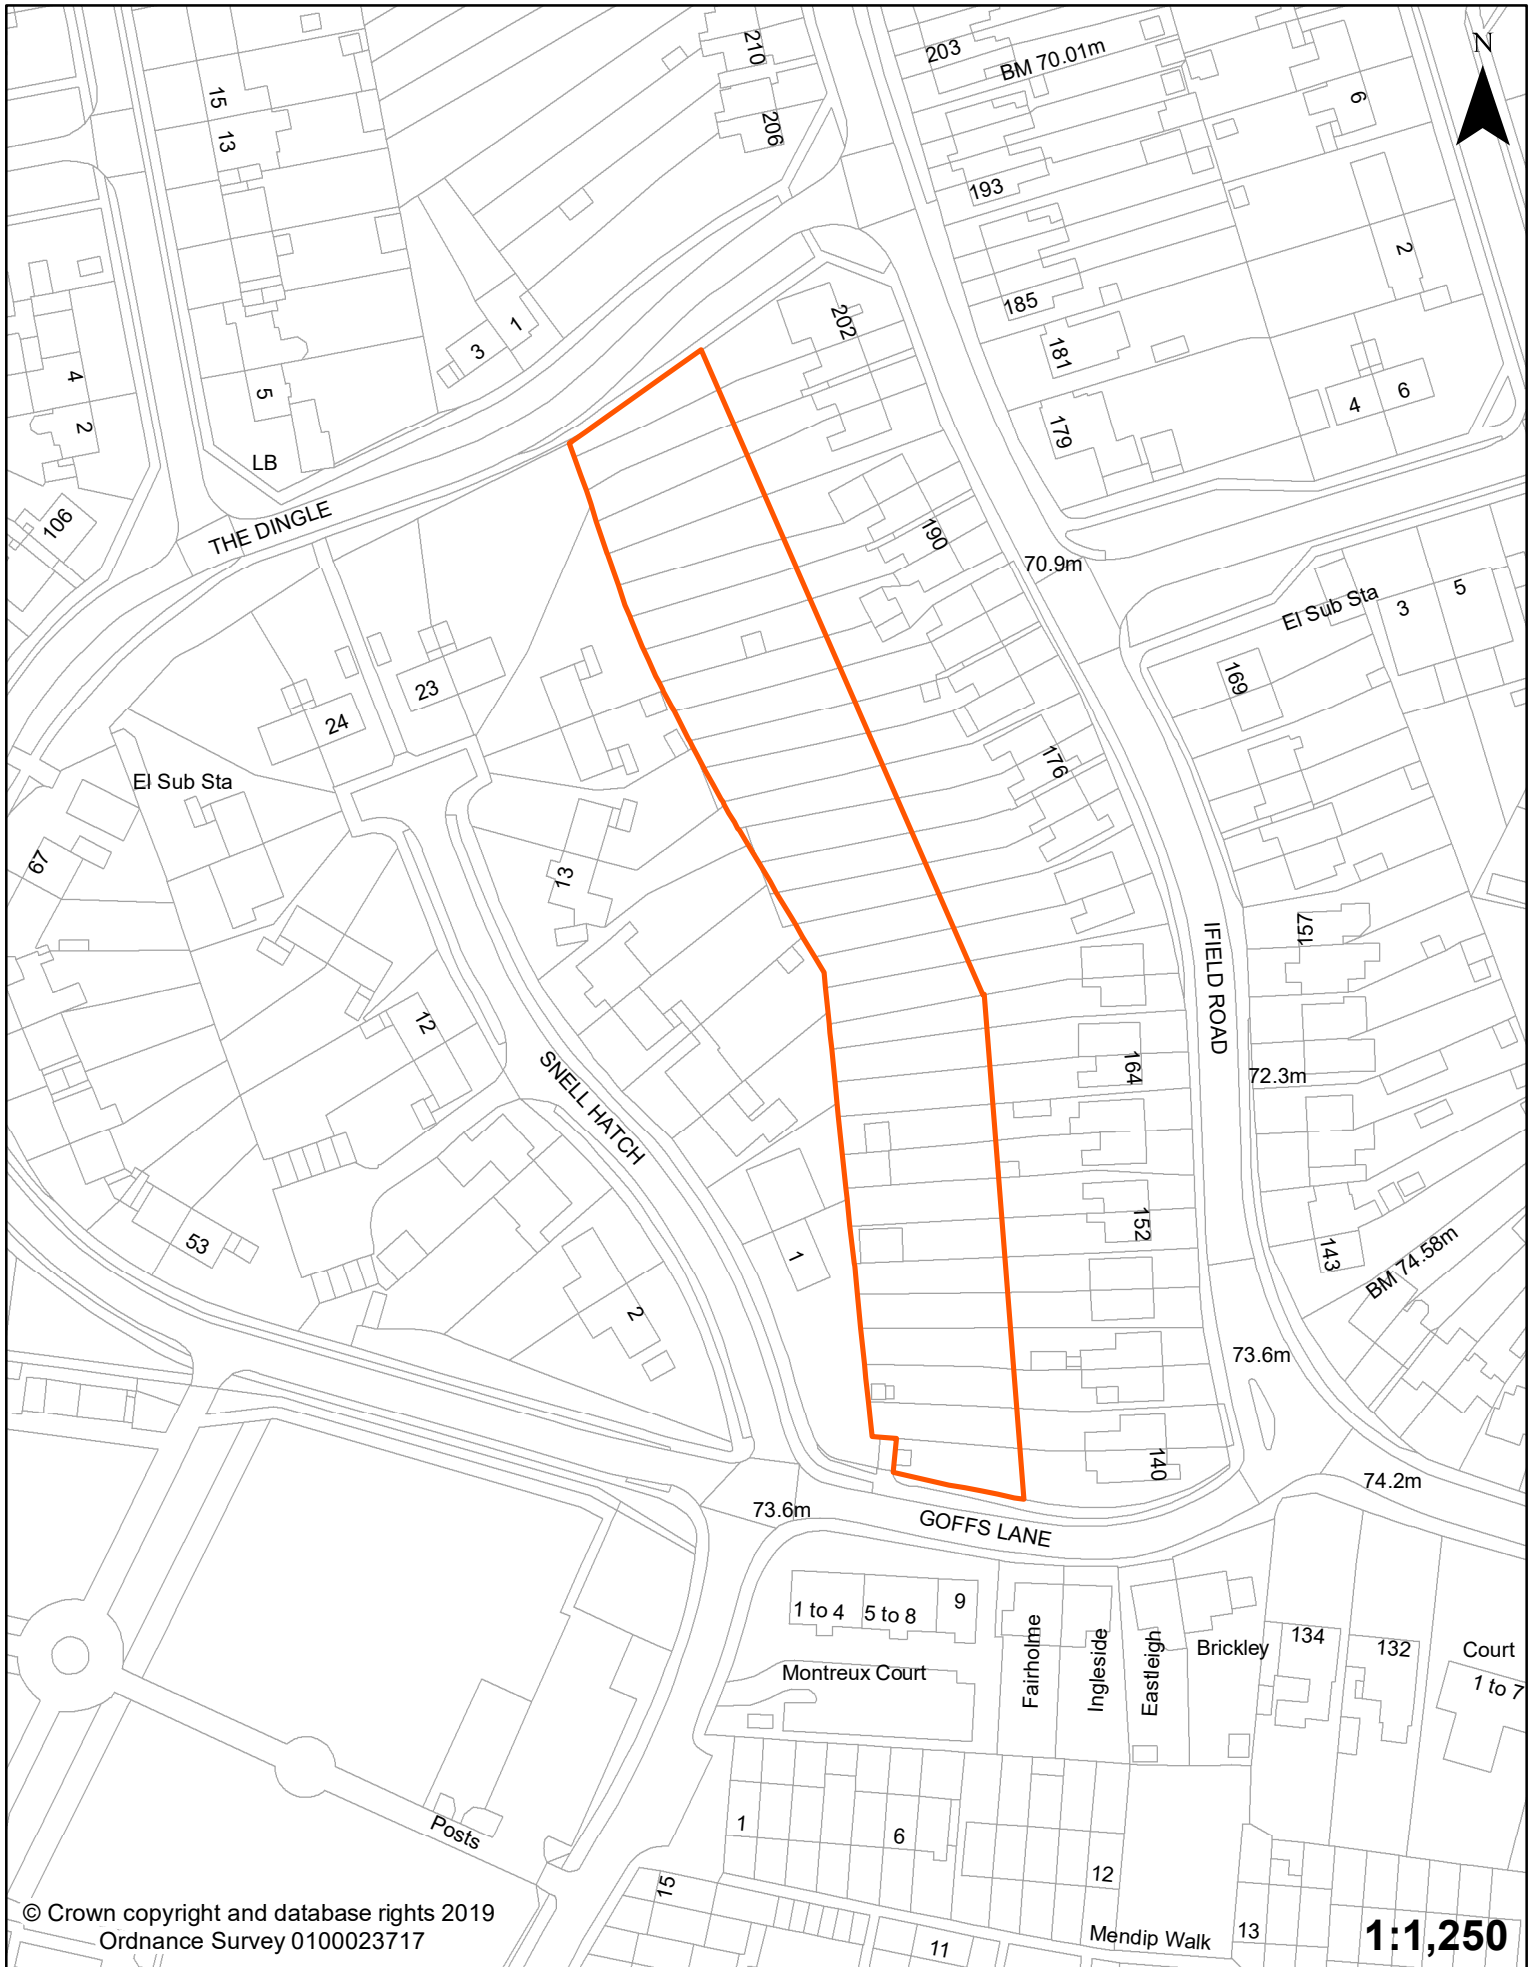 210
203
BM 70.01m
N
15
13
206
6
193
2
202
185
1
3
181
4
5
4
6
2
179
LB
106
THE DINGLE
190
70.9m
El Sub Sta
3
5
169
23
24
176
El Sub Sta
67
13
157
IFIELD ROAD
12
164
72.3m
SNELL HATCH
53
1
152
143
BM 74.58m
2
73.6m
140
74.2m
73.6m
GOFFS LANE
1 to 4
5 to 8
9
Fairholme
Ingleside
Eastleigh
Brickley
134
132
Court
1 to 7
Montreux Court
Posts
1
6
12
15
© Crown copyright and database rights 2019
Ordnance Survey 0100023717
11
Mendip Walk
13
1:1,250